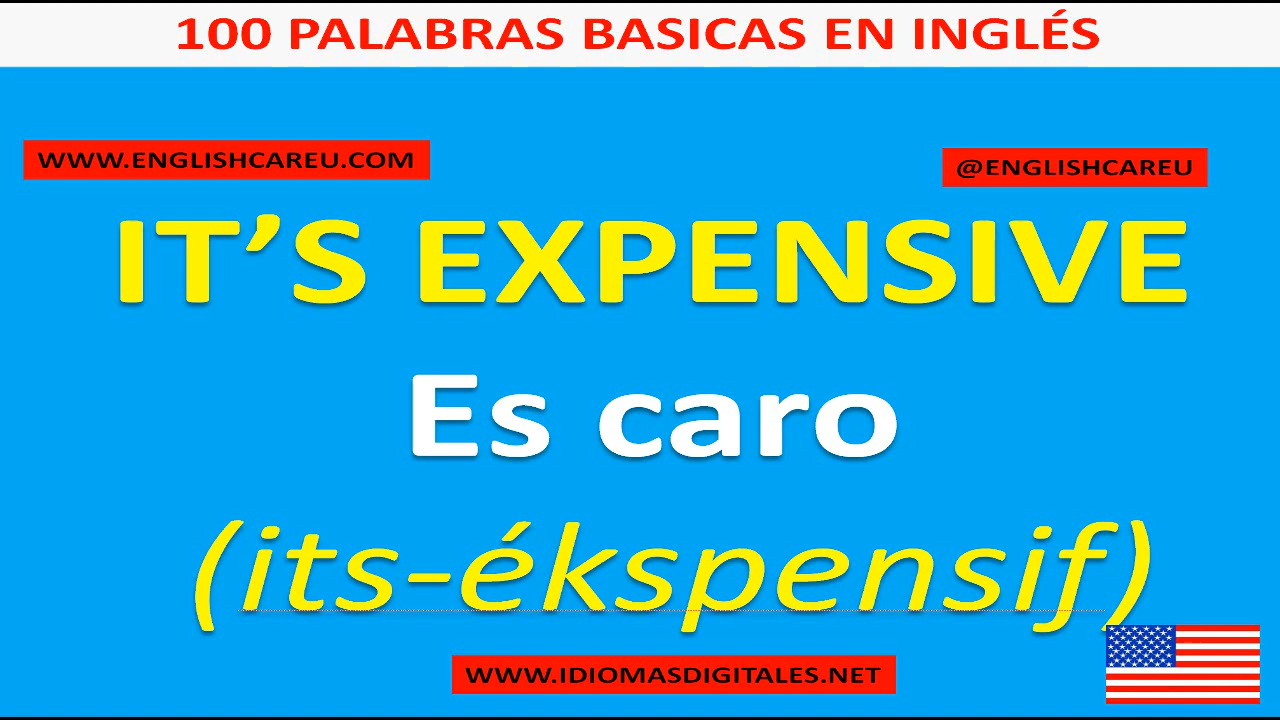 100 PALABRAS BASICAS EN INGLÉS
WWW.ENGLISHCAREU.COM
@ENGLISHCAREU
IT’S EXPENSIVE
Es caro
(its-ékspensif)
WWW.IDIOMASDIGITALES.NET